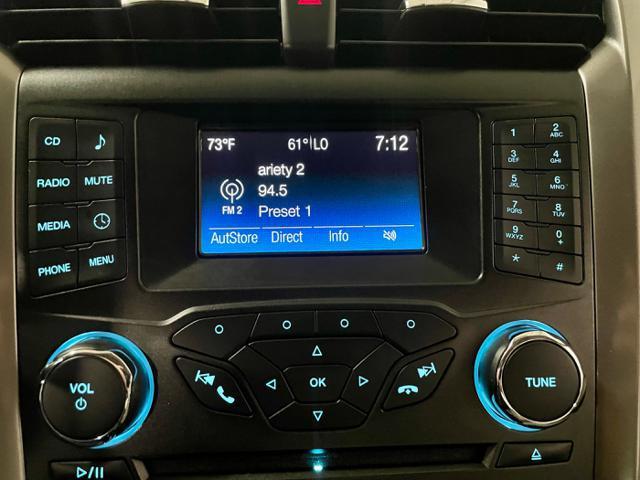 73°F 61°|LO 7:12
ariety 2
94.5
FM 2 Preset 1
AutoStore Direct Info
CD
RADIO MUTE
MEDIA
PHONE MENU
1 2 ABC
3 DEF 4 GHI
5 JKL 6 MNO
7 PQRS 8 TUV
9 WXYZ 0 +
* #
OK
VOL
TUNE